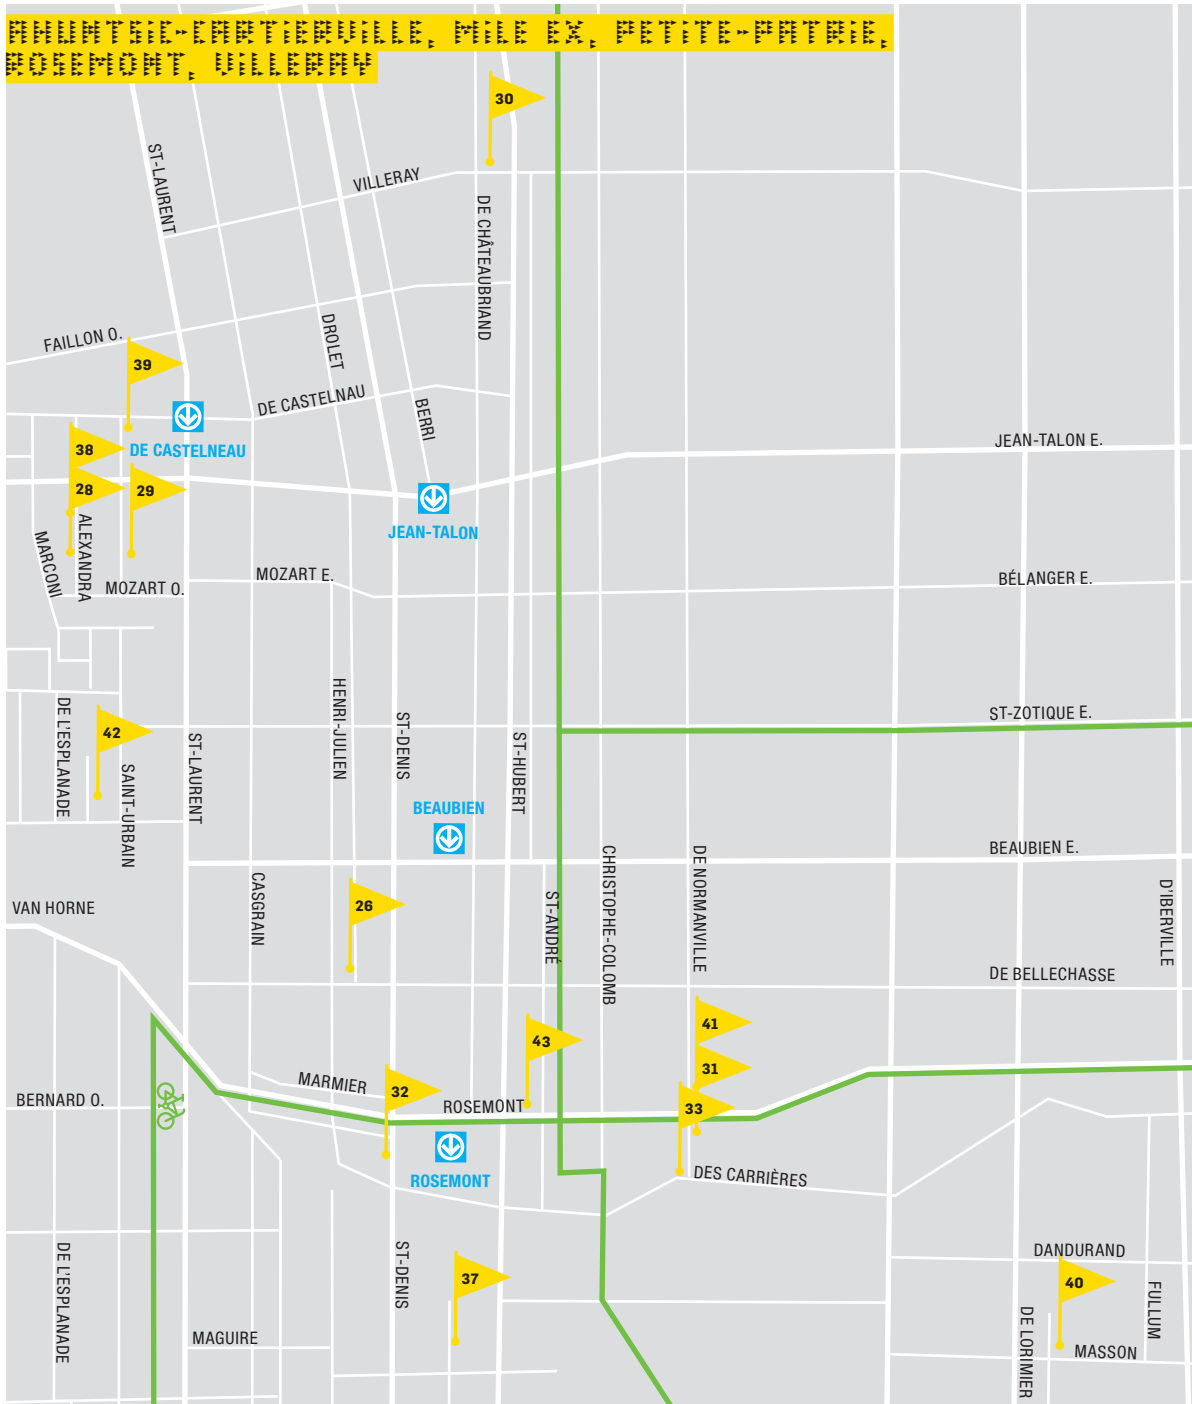 AHUNTSIC-CARTIERVILLE, MILE EX, PETITE-PATRIE,
ROSEMONT, VILLERAY
30
ST-LAURENT
VILLERAY
DE CHÂTEAUBRIAND
FAILLON O.
DROLET
39
DE CASTELNAU
BERRI
38
DE CASTELNEAU
JEAN-TALON E.
28
29
JEAN-TALON
MARCONI
ALEXANDRA
MOZART O.
MOZART E.
BÉLANGER E.
DE L'ESPLANADE
42
SAINT-URBAIN
ST-LAURENT
HENRI-JULIEN
ST-DENIS
ST-HUBERT
ST-ZOTIQUE E.
BEAUBIEN
BEAUBIEN E.
CHRISTOPHE-COLOMB
DE NORMANVILLE
VAN HORNE
CASGRAIN
26
ST-ANDRÉ
D'IBERVILLE
DE BELLECHASSE
41
43
31
MARMIER
32
BERNARD O.
ROSEMONT
33
ROSEMONT
DES CARRIÈRES
DE L'ESPLANADE
ST-DENIS
37
DANDURAND
40
FULLUM
MAGUIRE
DE LORIMIER
MASSON